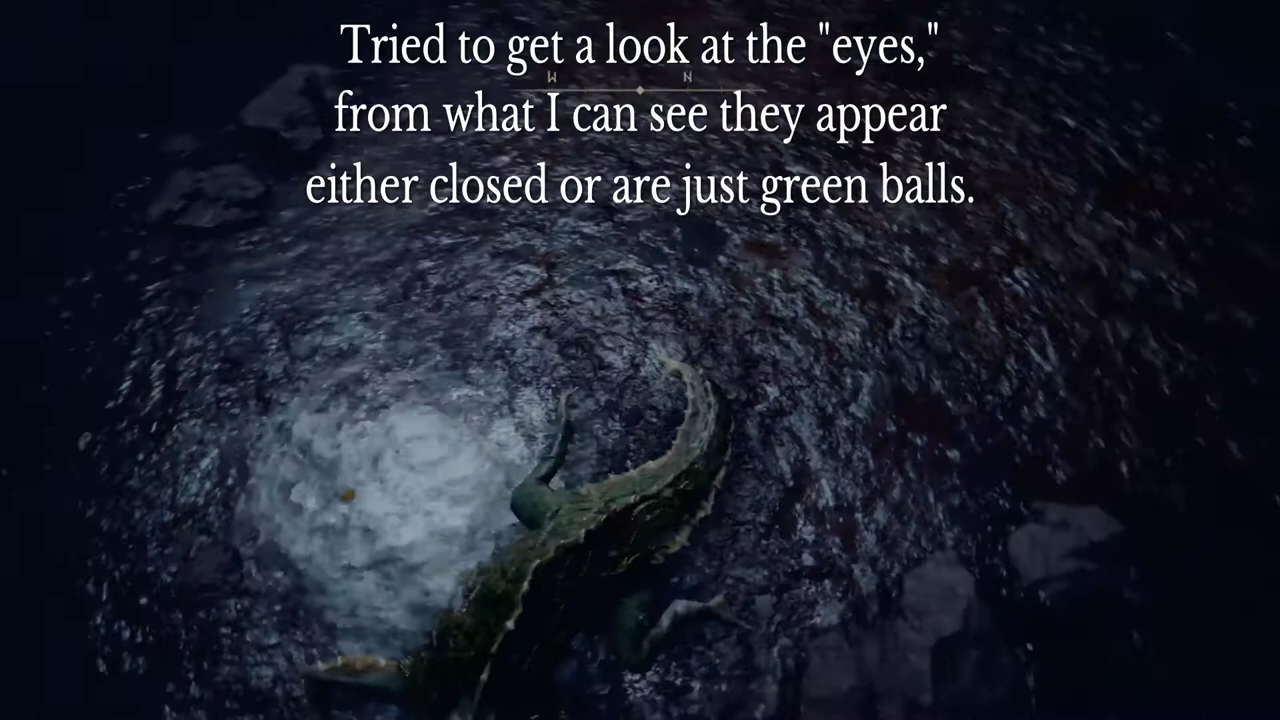 Tried to get a look at the "eyes,"
W N
from what I can see they appear
either closed or are just green balls.